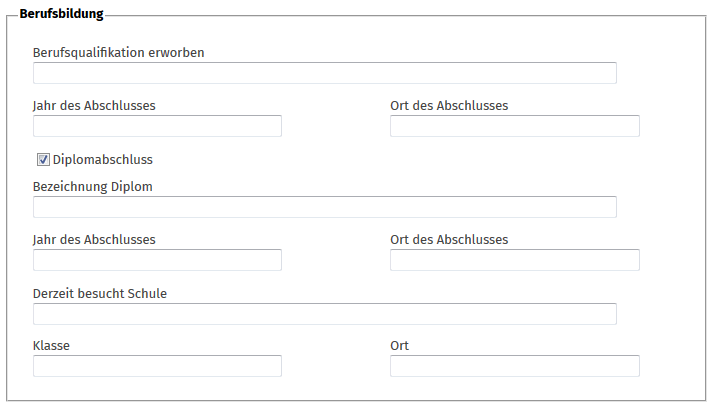 Berufsbildung
Berufsqualifikation erworben
Jahr des Abschlusses Ort des Abschlusses
Diplomabschluss
Bezeichnung Diplom
Jahr des Abschlusses Ort des Abschlusses
Derzeit besucht Schule
Klasse Ort